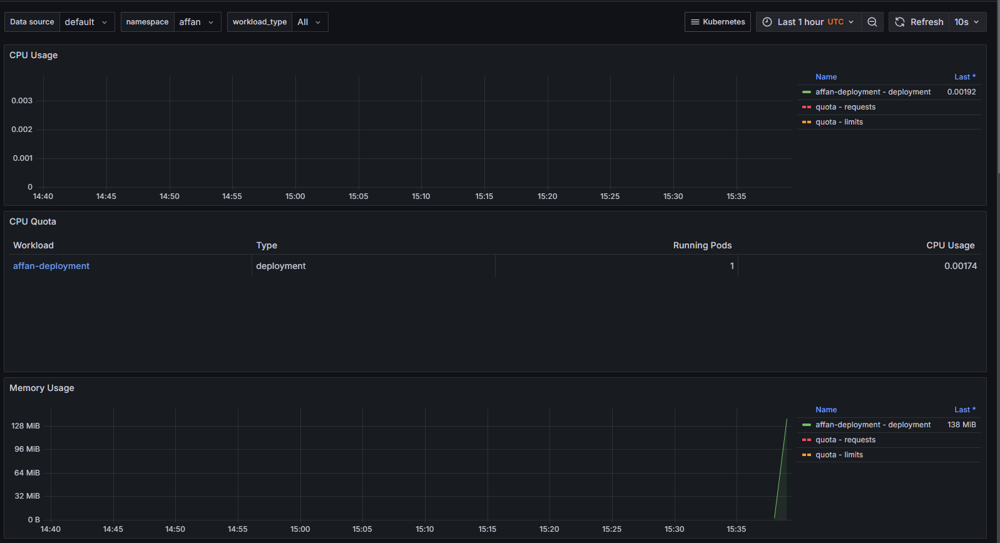 Data source default namespace affan workload_type All Kubernetes Last 1 hour UTC Refresh 10s
CPU Usage
0.003
0.002
0.001
0
14:40 14:45 14:50 14:55 15:00 15:05 15:10 15:15 15:20 15:25 15:30 15:35
Name Last *
affan-deployment - deployment 0.00192
quota - requests
quota - limits
CPU Quota
Workload Type Running Pods CPU Usage
affan-deployment deployment 1 0.00174
Memory Usage
128 MiB
96 MiB
64 MiB
32 MiB
0 B
14:40 14:45 14:50 14:55 15:00 15:05 15:10 15:15 15:20 15:25 15:30 15:35
Name Last *
affan-deployment - deployment 138 MiB
quota - requests
quota - limits